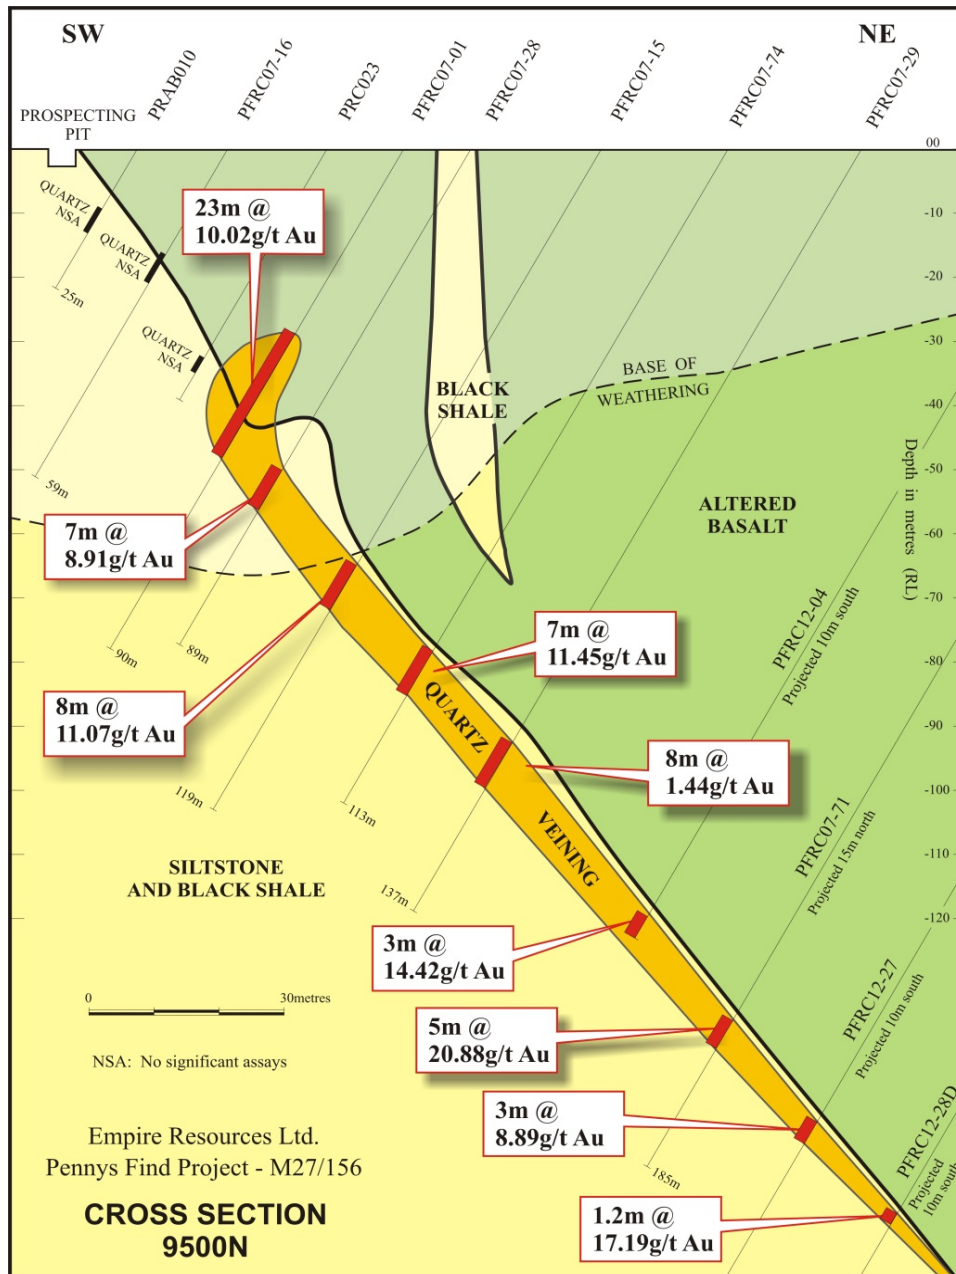 SW
NE
PROSPECTING
PIT
PRAB010
PFRC07-16
PRC023
PFRC07-01
PFRC07-28
PFRC07-15
PFRC07-74
PFRC07-29
00
-10
-20
-30
-40
-50
-60
-70
-80
-90
-100
-110
-120
Depth in metres (RL)
QUARTZ
NSA
QUARTZ
NSA
QUARTZ
NSA
25m
59m
90m
89m
119m
113m
137m
185m
23m @
10.02g/t Au
BASE OF
WEATHERING
BLACK
SHALE
ALTERED
BASALT
7m @
8.91g/t Au
8m @
11.07g/t Au
7m @
11.45g/t Au
8m @
1.44g/t Au
QUARTZ
VEINING
PFRC12-04
Projected 10m south
PFRC07-71
Projected 15m north
PFRC12-27
Projected 10m south
PFRC12-28D
Projected
10m south
SILTSTONE
AND BLACK SHALE
3m @
14.42g/t Au
5m @
20.88g/t Au
3m @
8.89g/t Au
1.2m @
17.19g/t Au
0
30metres
NSA: No significant assays
Empire Resources Ltd.
Pennys Find Project - M27/156
CROSS SECTION
9500N